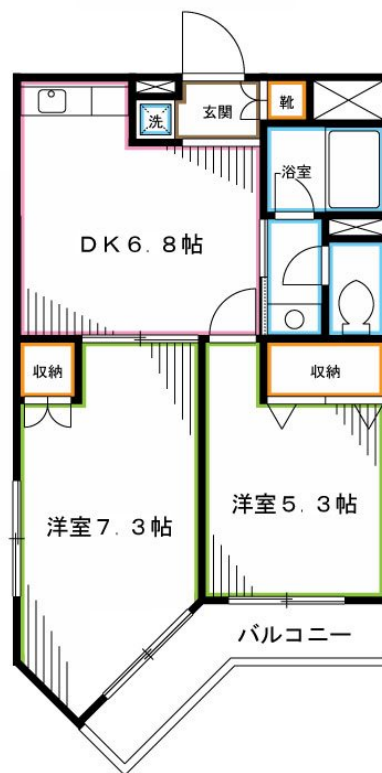 玄関
靴
洗
浴室
DK6.8帖
収納
収納
洋室5.3帖
洋室7.3帖
バルコニー